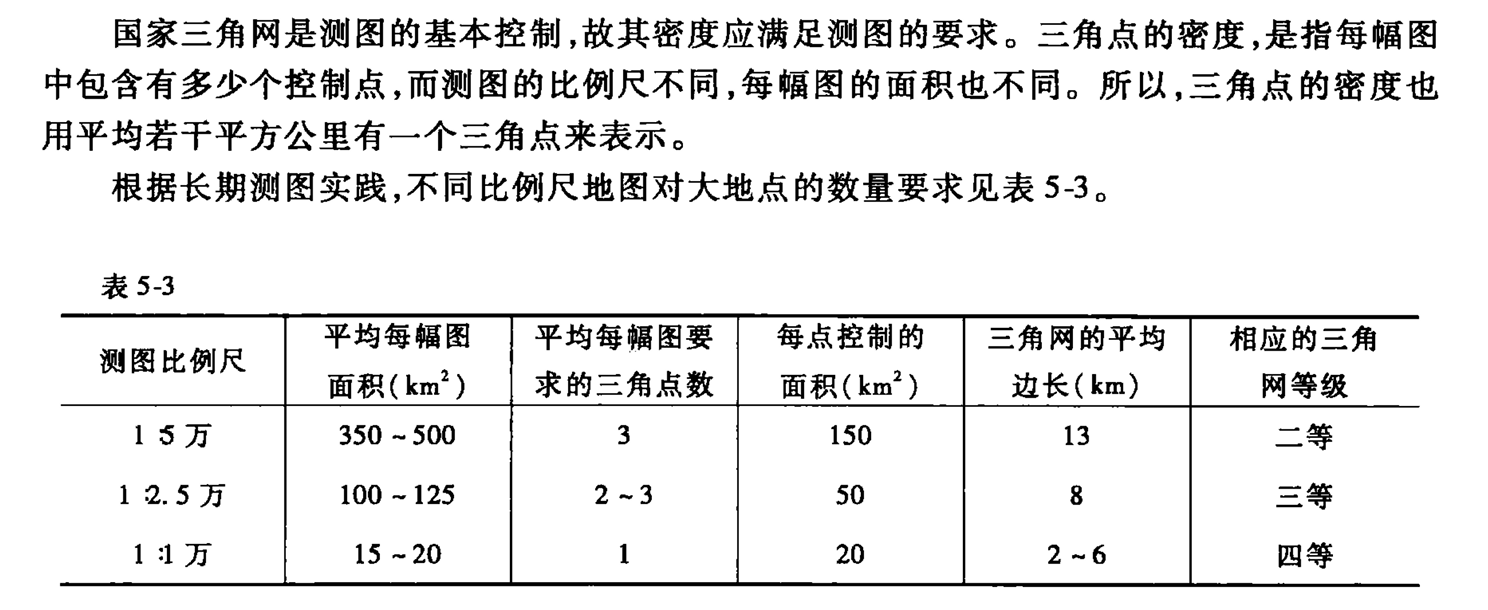 国家三角网是测图的基本控制,故其密度应满足测图的要求。三角点的密度,是指每幅图
中包含有多少个控制点,而测图的比例尺不同,每幅图的面积也不同。所以,三角点的密度也
用平均若干平方公里有一个三角点来表示。
根据长期测图实践,不同比例尺地图对大地点的数量要求见表 5-3。
表 5-3
测图比例尺 平均每幅图面积(km²) 平均每幅图要求的三角点数 每点控制的面积(km²) 三角网的平均边长(km) 相应的三角网等级
1:5 万 350 ~ 500 3 150 13 二等
1:2.5 万 100 ~ 125 2 ~ 3 50 8 三等
1:1 万 15 ~ 20 1 20 2 ~ 6 四等